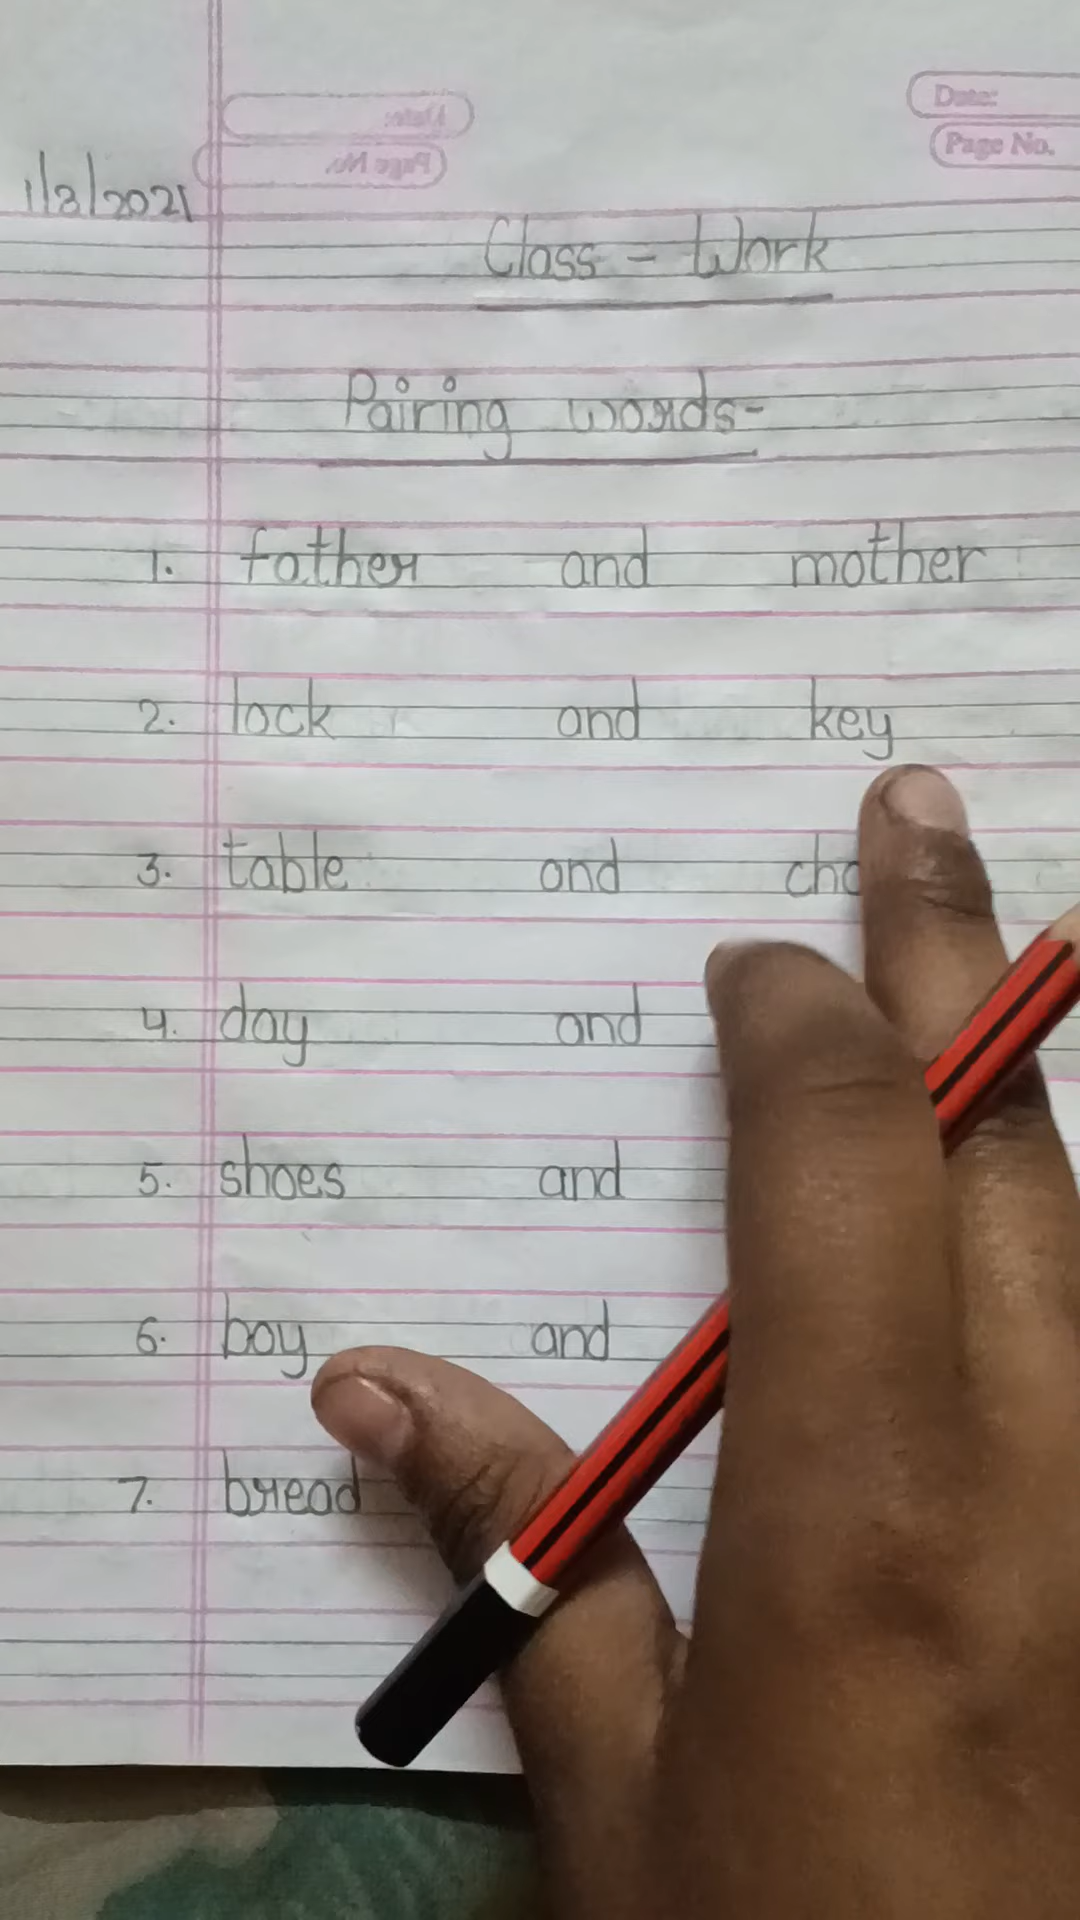 Date:
Page No.
1/3/2021
Class - Work
Pairing words-
1. father and mother
2. lock and key
3. table and cha
4. day and
5. shoes and
6. boy and
7. bread